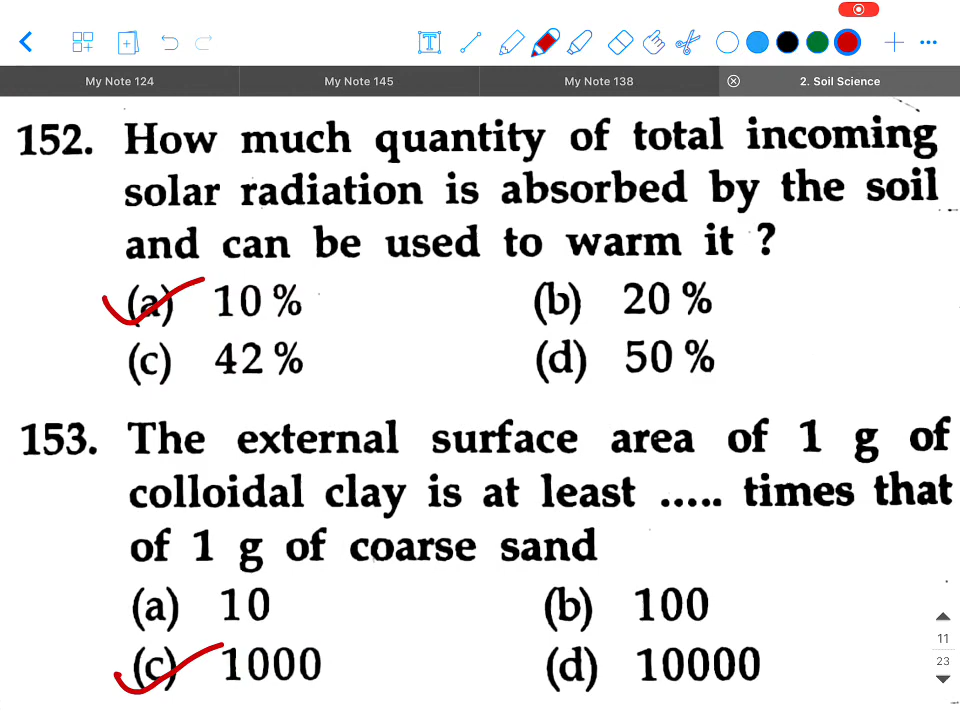 My Note 124
My Note 145
My Note 138
2. Soil Science
152. How much quantity of total incoming
solar radiation is absorbed by the soil
and can be used to warm it ?
(a) 10 %
(b) 20 %
(c) 42 %
(d) 50 %
153. The external surface area of 1 g of
colloidal clay is at least ..... times that
of 1 g of coarse sand
(a) 10
(b) 100
(c) 1000
(d) 10000
11
23